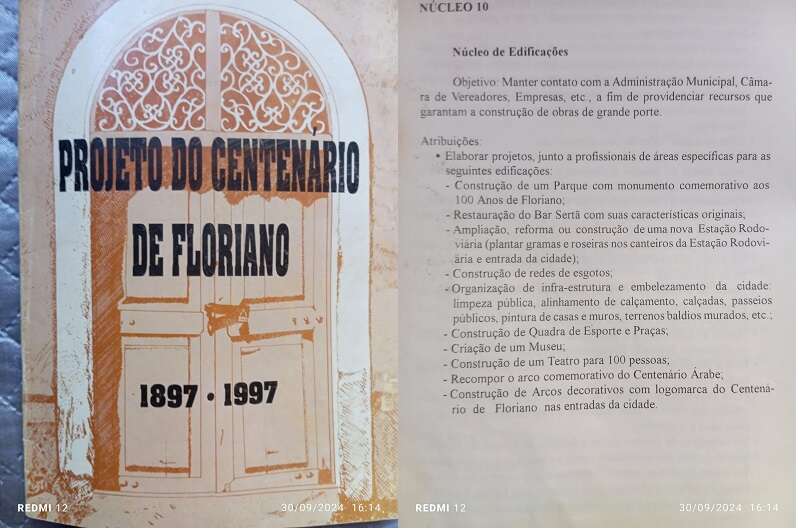 PROJETO DO CENTENÁRIO
DE FLORIANO
1897 • 1997
REDMI 12
30/09/2024 16:14
NÚCLEO 10
Núcleo de Edificações
Objetivo: Manter contato com a Administração Municipal, Câma-
ra de Vereadores, Empresas, etc., a fim de providenciar recursos que
garantam a construção de obras de grande porte.
Atribuições:
• Elaborar projetos, junto a profissionais de áreas específicas para as
seguintes edificações:
- Construção de um Parque com monumento comemorativo aos
100 Anos de Floriano;
- Restauração do Bar Sertã com suas características originais;
- Ampliação, reforma ou construção de uma nova Estação Rodo-
viária (plantar gramas e roseiras nos canteiros da Estação Rodovi-
ária e entrada da cidade);
- Construção de redes de esgotos;
- Organização de infra-estrutura e embelezamento da cidade:
limpeza pública, alinhamento de calçamento, calçadas, passeios
públicos, pintura de casas e muros, terrenos baldios murados, etc.;
- Construção de Quadra de Esporte e Praças;
- Criação de um Museu;
- Construção de um Teatro para 100 pessoas;
- Recompor o arco comemorativo do Centenário Árabe;
- Construção de Arcos decorativos com logomarca do Centená-
rio de Floriano nas entradas da cidade.
REDMI 12
30/09/2024 16:14